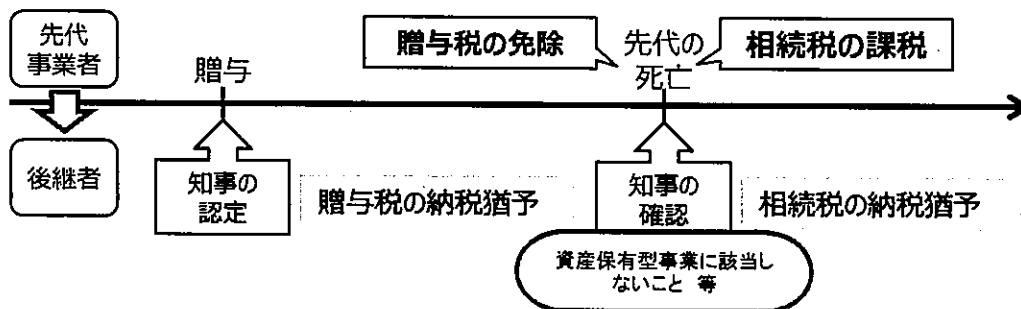 先代
事業者
贈与
贈与税の免除
先代の
死亡
相続税の課税
後継者
知事の
認定
贈与税の納税猶予
知事の
確認
相続税の納税猶予
資産保有型事業に該当し
ないこと 等